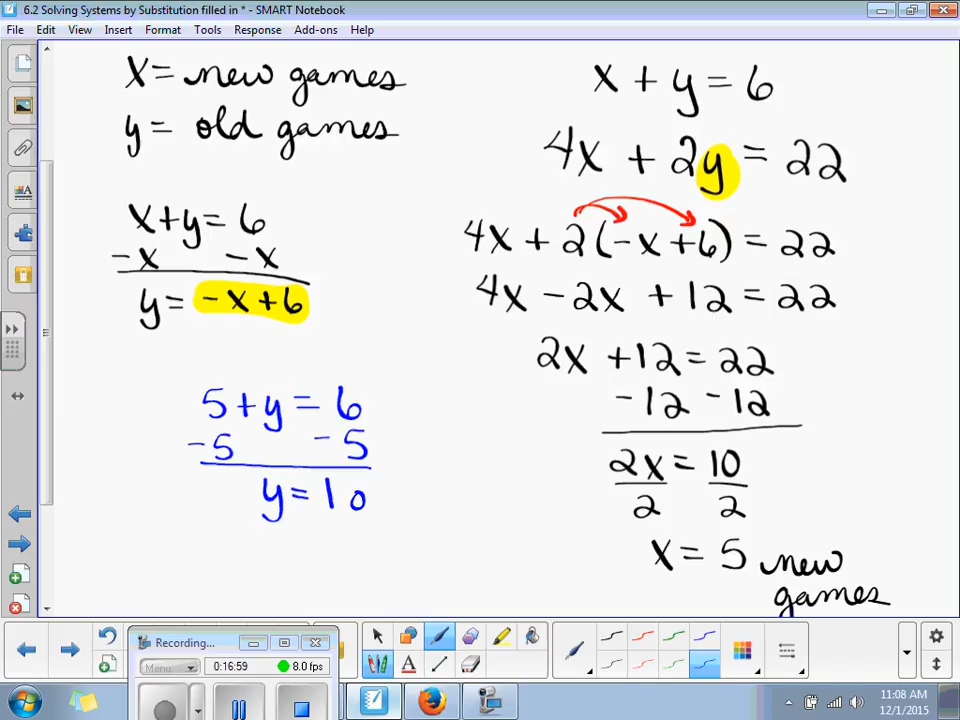 6.2 Solving Systems by Substitution filled in * - SMART Notebook
File Edit View Insert Format Tools Response Add-ons Help
x = new games
y = old games
x+y = 6
-x -x
y = -x+6
5+y = 6
-5 -5
y = 1 o
x + y = 6
4x + 2y = 22
4x + 2(-x +6) = 22
4x - 2x + 12 = 22
2x +12 = 22
-12 -12
2x = 10
2 2
x = 5 new
games
Recording...
Menu
0:16:59 8.0 fps
A
11:08 AM
12/1/2015